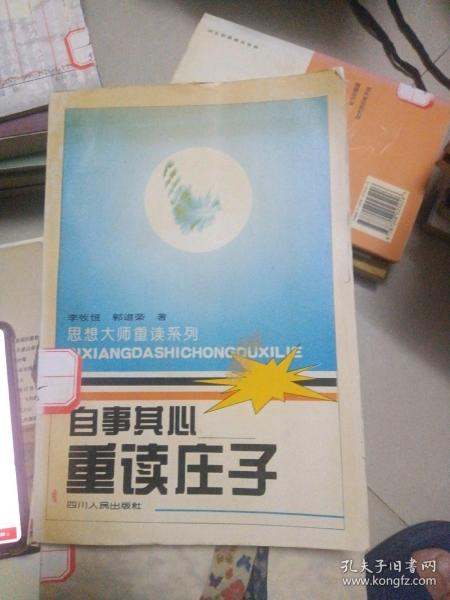 李牧恒 郭道荣 著
思想大师重读系列
IXIANGDASHICHONGDUXILIE
自事其心
重读庄子
四川人民出版社
孔夫子旧书网
www.kongfz.com